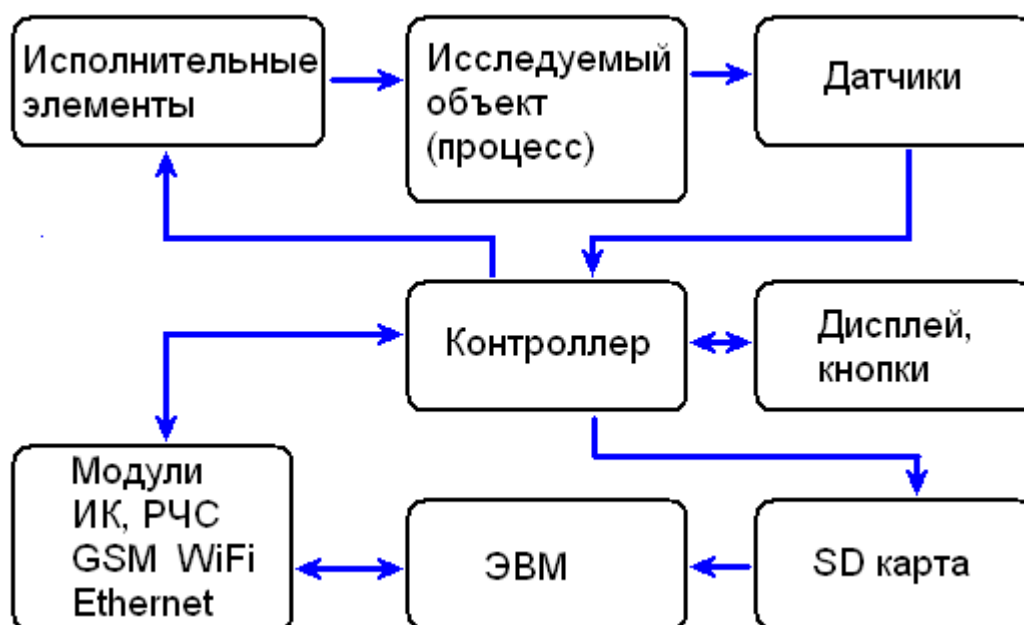 Исполнительные
элементы
Исследуемый
объект
(процесс)
Датчики
Контроллер
Дисплей,
кнопки
Модули
ИК, РЧС
GSM WiFi
Ethernet
ЭВМ
SD карта